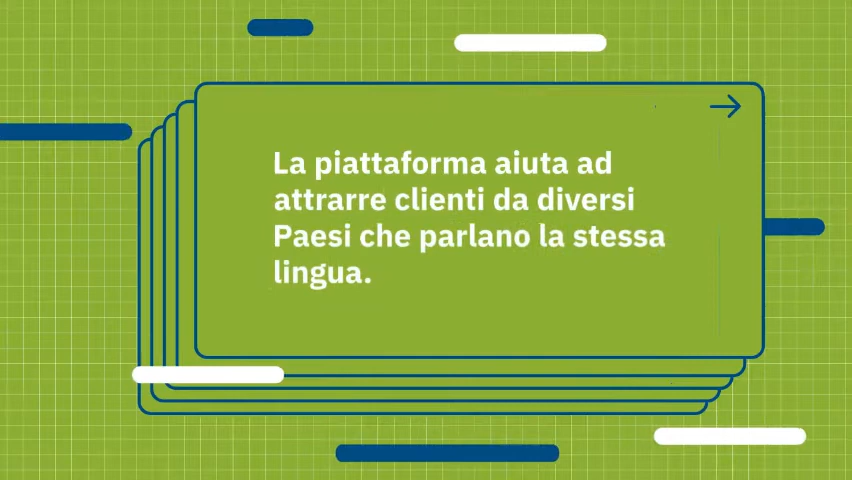 La piattaforma aiuta ad
attrarre clienti da diversi
Paesi che parlano la stessa
lingua.